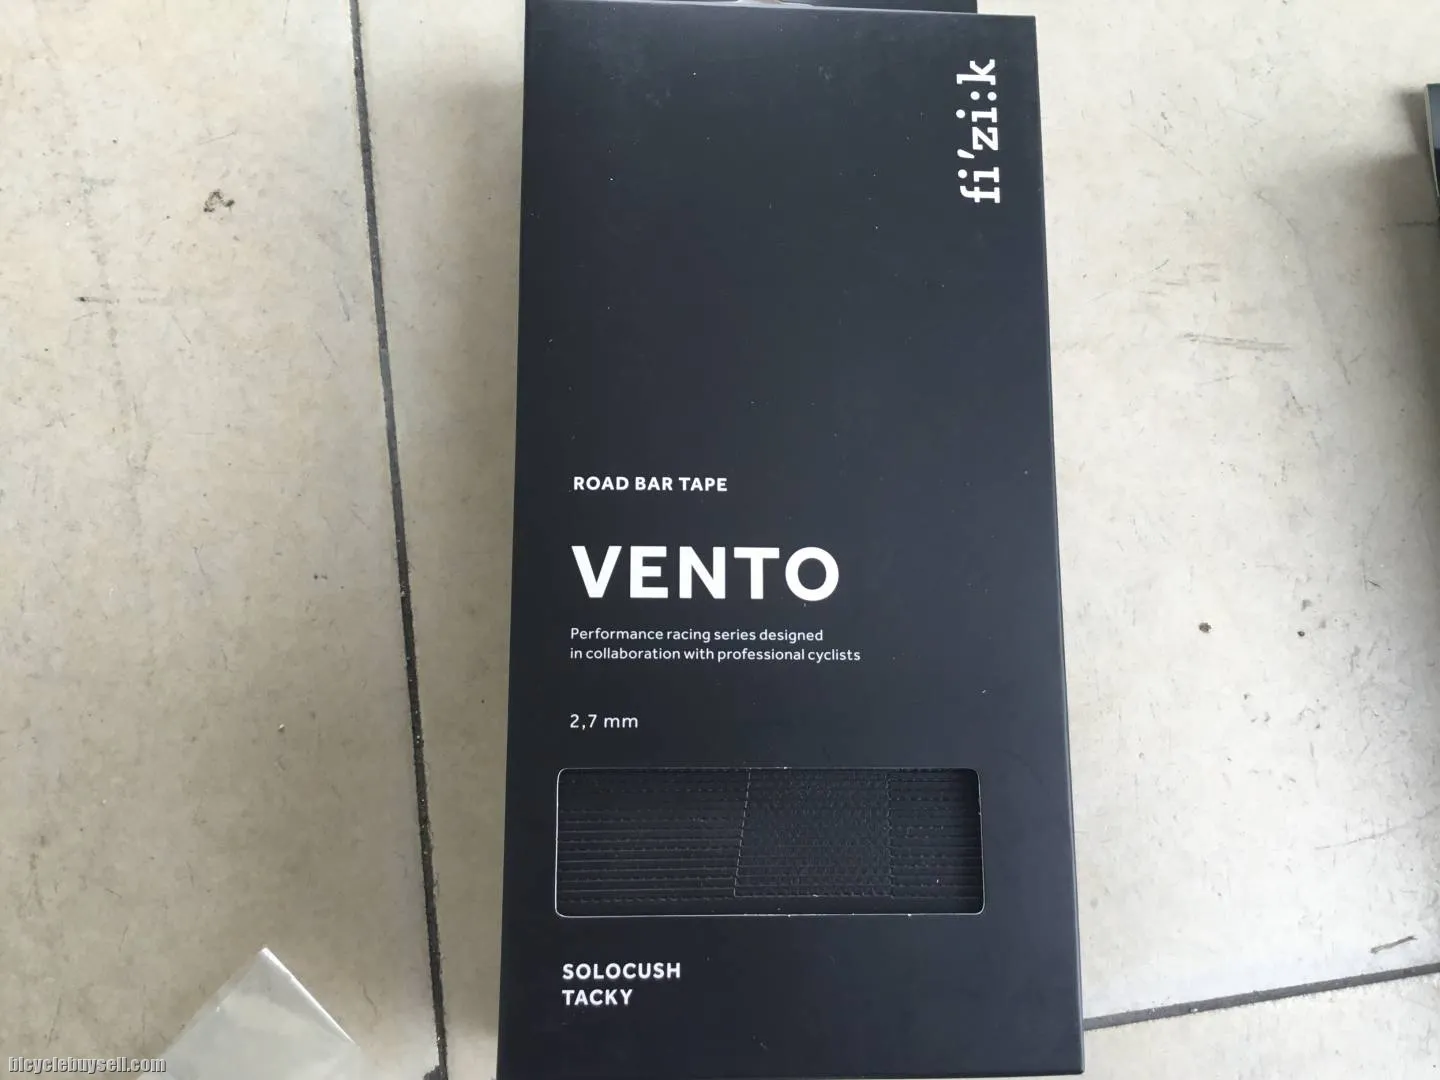 fi'zi:k
ROAD BAR TAPE
VENTO
Performance racing series designed
in collaboration with professional cyclists
2,7 mm
SOLOCUSH
TACKY
bicyclebuysell.com